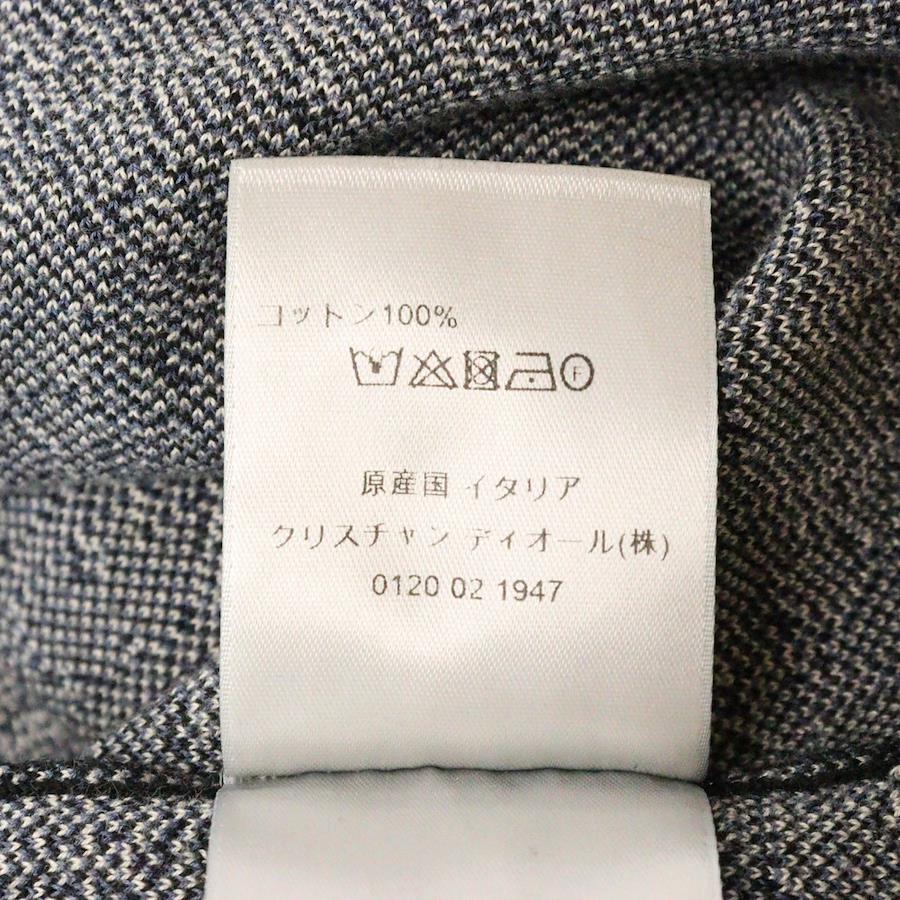 コットン100%
F
原産国 イタリア
クリスチャン ディオール(株)
0120 02 1947